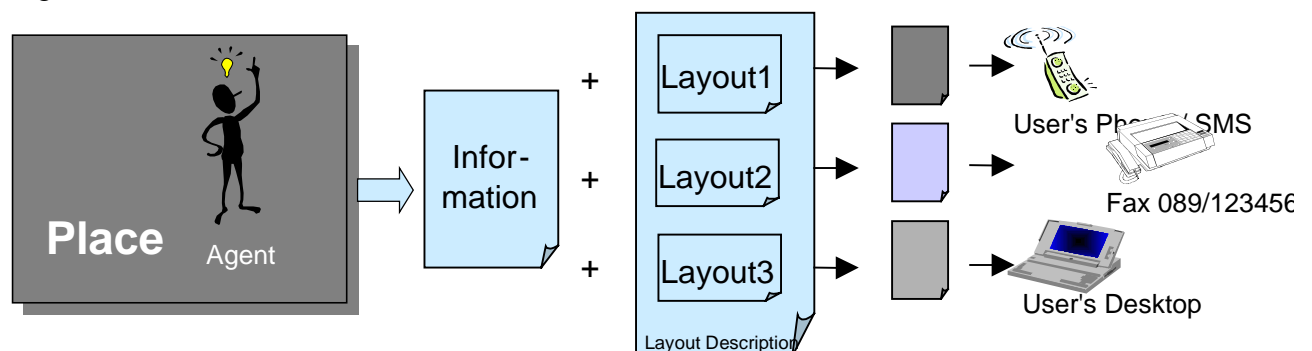 Place
Agent
Infor-
mation
+
+
+
Layout1
Layout2
Layout3
Layout Description
User's Phone/ SMS
Fax 089/123456
User's Desktop